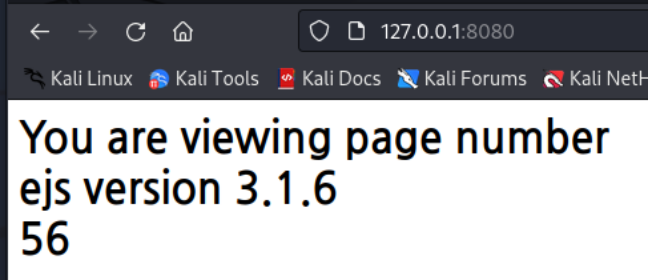 127.0.0.1:8080
Kali Linux Kali Tools Kali Docs Kali Forums Kali NetH
You are viewing page number
ejs version 3.1.6
56